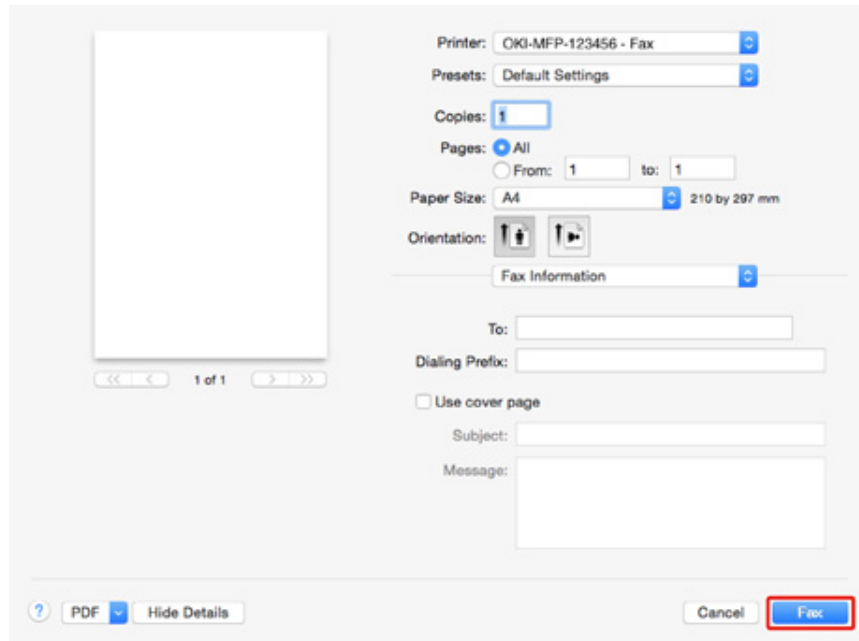 Printer: OKI-MFP-123456 - Fax
Presets: Default Settings
Copies: 1
Pages: All
From: 1 to: 1
Paper Size: A4 210 by 297 mm
Orientation:
Fax Information
To:
Dialing Prefix:
1 of 1
Use cover page
Subject:
Message:
? PDF Hide Details Cancel Fax